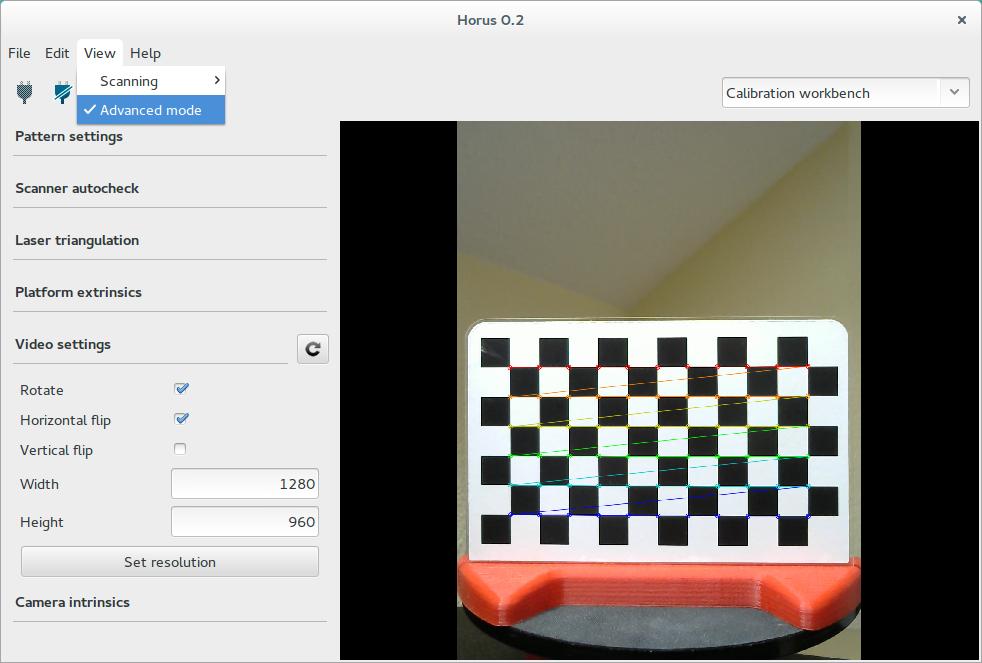 Horus 0.2
File Edit View Help
Scanning
Advanced mode
Calibration workbench
Pattern settings
Scanner autocheck
Laser triangulation
Platform extrinsics
Video settings
Rotate
Horizontal flip
Vertical flip
Width 1280
Height 960
Set resolution
Camera intrinsics